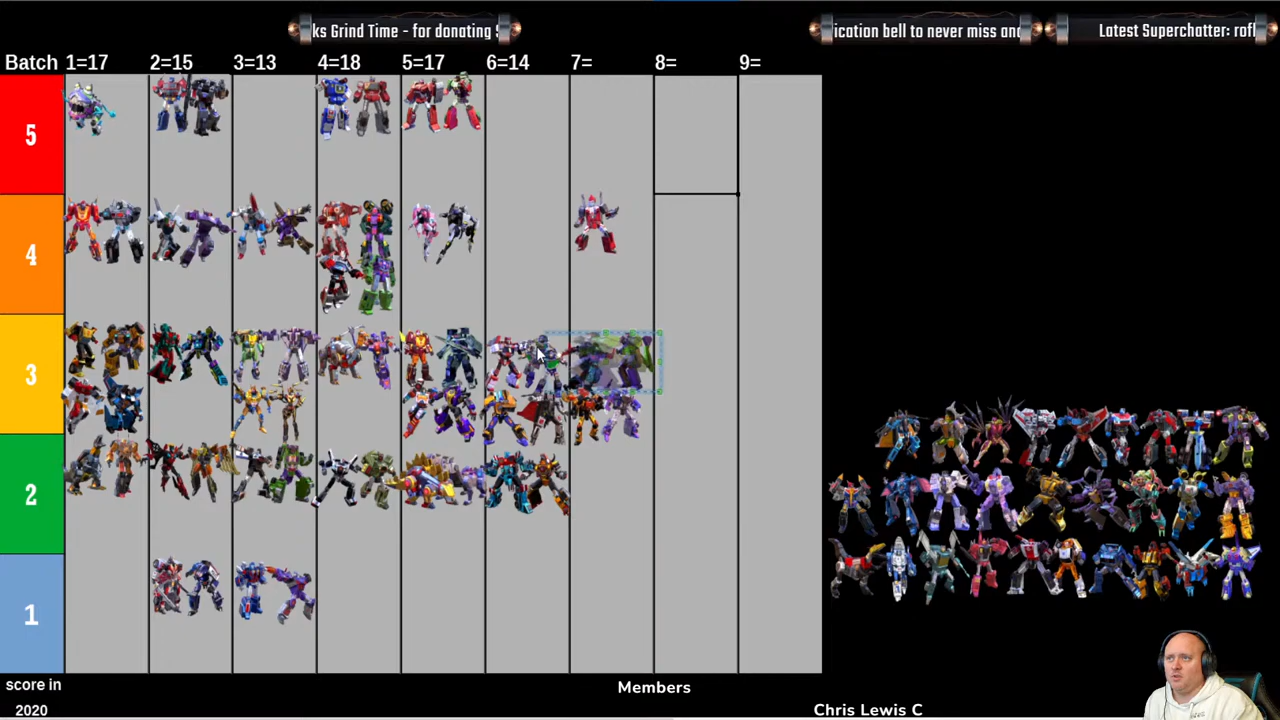 ks Grind Time - for donating
ication bell to never miss an
Latest Superchatter: rofl
Batch 1=17 2=15 3=13 4=18 5=17 6=14 7= 8= 9=
5
4
3
2
1
score in
2020
Members
Chris Lewis C